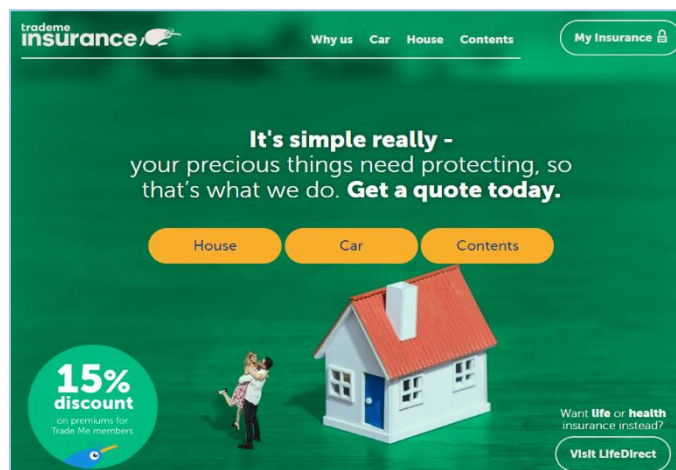 trademe
insurance
Why us Car House Contents
My Insurance
It's simple really -
your precious things need protecting, so
that's what we do. Get a quote today.
House Car Contents
15%
discount
on premiums for
Trade Me members
Want life or health
insurance instead?
Visit LifeDirect